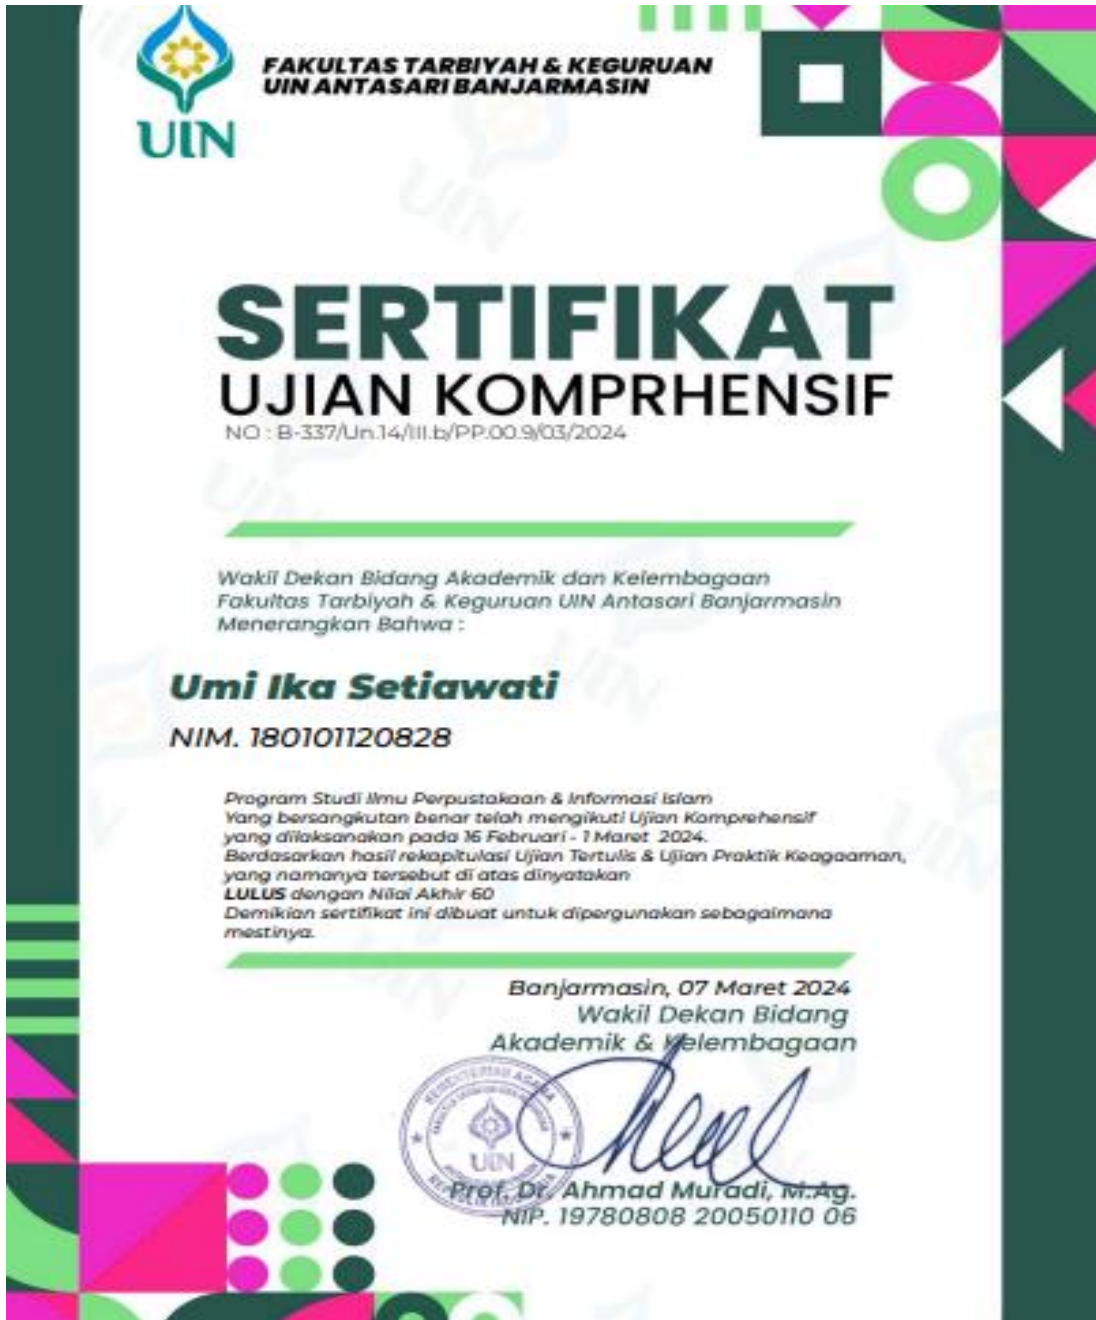 FAKULTAS TARBIYAH & KEGURUAN
UIN ANTASARI BANJARMASIN
UIN
SERTIFIKAT
UJIAN KOMPRHENSIF
NO : B-337/Un.14/III.b/PP.00.9/03/2024
Wakil Dekan Bidang Akademik dan Kelembagaan
Fakultas Tarbiyah & Keguruan UIN Antasari Banjarmasin
Menerangkan Bahwa :
Umi Ika Setiawati
NIM. 180101120828
Program Studi Ilmu Perpustakaan & Informasi Islam
Yang bersangkutan benar telah mengikuti Ujian Komprehensif
yang dilaksanakan pada 16 Februari - 1 Maret 2024.
Berdasarkan hasil rekapitulasi Ujian Tertulis & Ujian Praktik Keagaaman,
yang namanya tersebut di atas dinyatakan
LULUS dengan Nilai Akhir 60
Demikian sertifikat ini dibuat untuk dipergunakan sebagaimana
mestinya.
Banjarmasin, 07 Maret 2024
Wakil Dekan Bidang
Akademik & Kelembagaan
KEMENTERIAN AGAMA
UIN
Prof. Dr. Ahmad Muradi, M.Ag.
NIP. 19780808 20050110 06